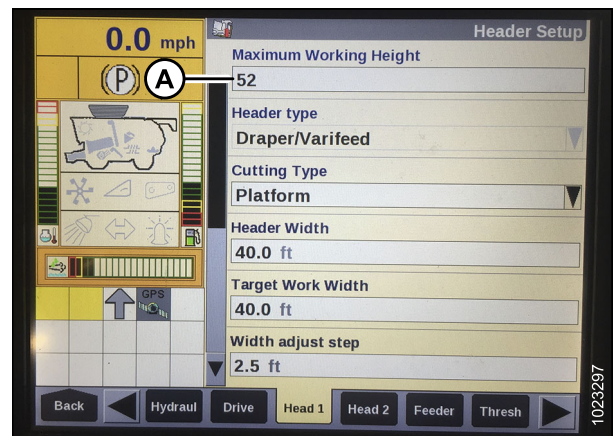 Header Setup
0.0 mph
(P)
A
Maximum Working Height
52
Header type
Draper/Varifeed
Cutting Type
Platform
Header Width
40.0 ft
Target Work Width
40.0 ft
Width adjust step
2.5 ft
GPS
Back
Hydraul
Drive
Head 1
Head 2
Feeder
Thresh
1023297